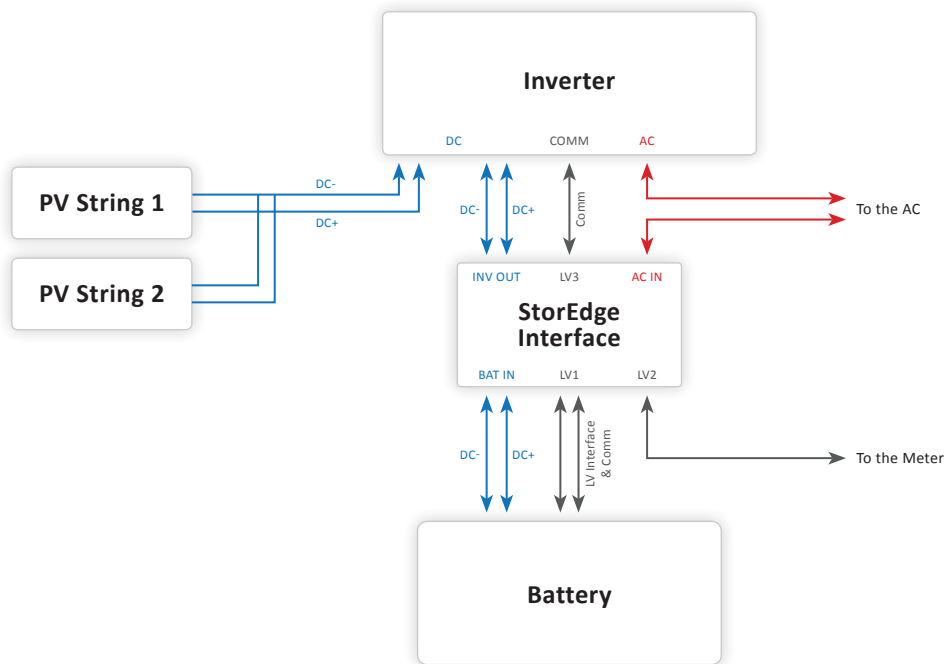 Inverter
DC
COMM
AC
PV String 1
DC-
DC+
DC-
DC+
Comm
To the AC
PV String 2
INV OUT
LV3
AC IN
StorEdge
Interface
BAT IN
LV1
LV2
DC-
DC+
LV Interface
& Comm
To the Meter
Battery